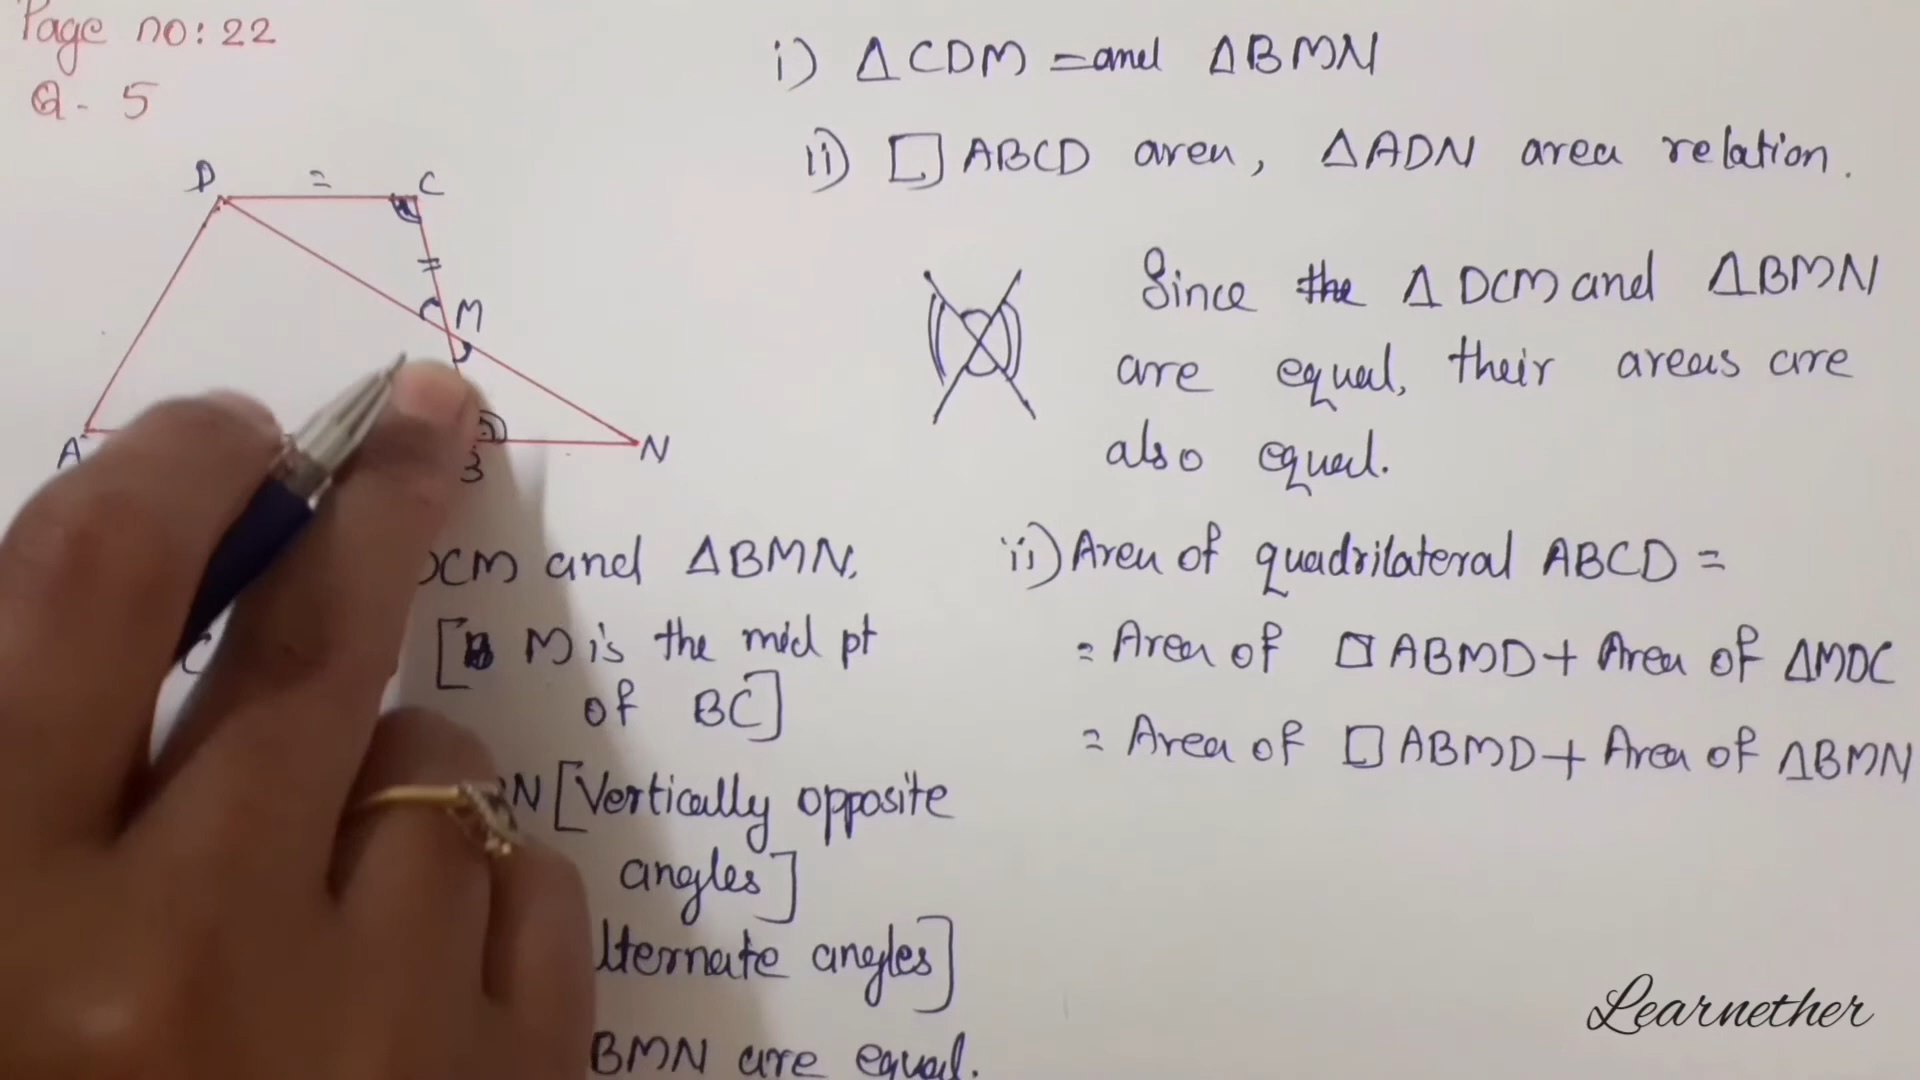 Page no: 22
Q - 5
i) Δ CDM = and Δ BMN
ii) □ ABCD area, ΔADN area relation.
D = C
M
A
B N
Since the Δ DCM and ΔBMN
are equal, their areas are
also equal.
CM and ΔBMN.
[ M is the mid pt
of BC]
N [Vertically opposite
angles]
lternate angles]
BMN are equal.
ii) Area of quadrilateral ABCD =
= Area of □ ABMD + Area of ΔMDC
= Area of □ ABMD + Area of ΔBMN
Learnether